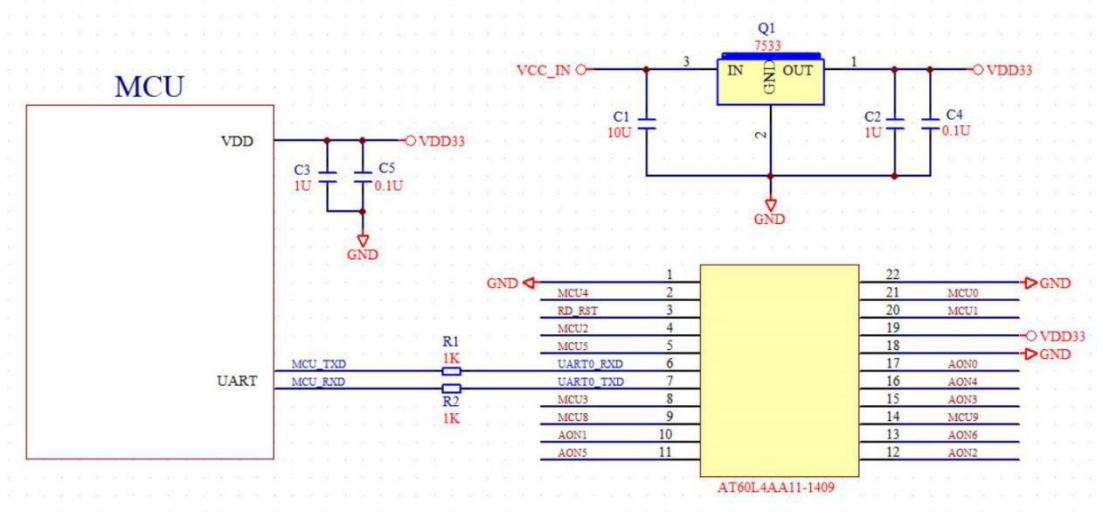 Q1
7533
VCC_IN
3
IN
GND
OUT
1
VDD33
MCU
C1
10U
2
C2
1U
C4
0.1U
VDD
VDD33
C3
1U
C5
0.1U
GND
GND
GND
1
22
GND
MCU4
2
21
MCU0
RD_RST
3
20
MCU1
MCU2
4
19
VDD33
MCU5
5
18
GND
R1
1K
MCU_TXD
UART0_RXD
6
17
AON0
UART
MCU_RXD
UART0_TXD
7
16
AON4
R2
1K
MCU3
8
15
AON3
MCU8
9
14
MCU9
AON1
10
13
AON6
AON5
11
12
AON2
AT60L4AA11-1409